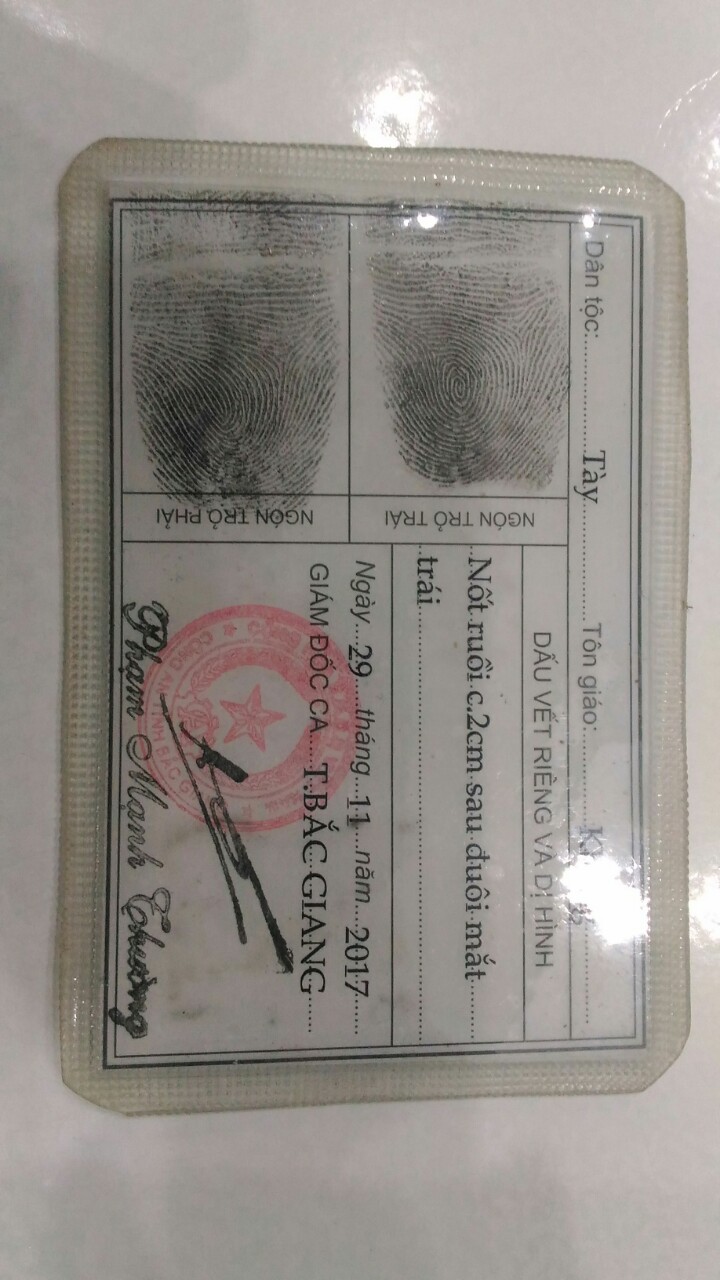 Dân tộc: Tày Tôn giáo:
NGÓN TRỎ TRÁI
DẤU VẾT RIÊNG VÀ DỊ HÌNH
Nốt ruồi c.2cm sau đuôi mắt
trái
NGÓN TRỎ PHẢI
Ngày 29 tháng 11 năm 2017
GIÁM ĐỐC CA T.BẮC GIANG
CÔNG AN TỈNH BẮC
Phạm Mạnh Thường